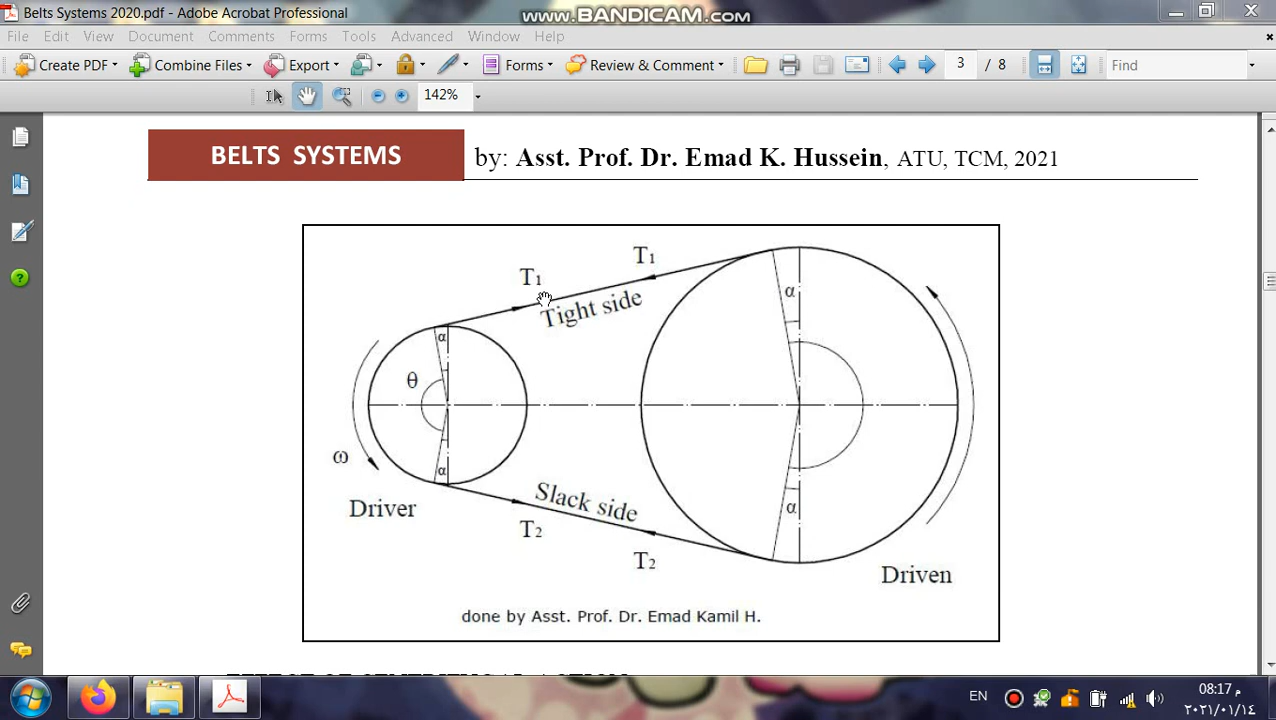 Belts Systems 2020.pdf - Adobe Acrobat Professional
www.BANDICAM.com
File Edit View Document Comments Forms Tools Advanced Window Help
Create PDF Combine Files Export Forms Review & Comment 3 / 8 Find
142%
BELTS SYSTEMS by: Asst. Prof. Dr. Emad K. Hussein, ATU, TCM, 2021
T1
T1
Tight side
α
α
θ
ω
α
α
Slack side
Driver
T2
T2
Driven
done by Asst. Prof. Dr. Emad Kamil H.
EN
08:17 م
٢٠٢١/٠١/١٤